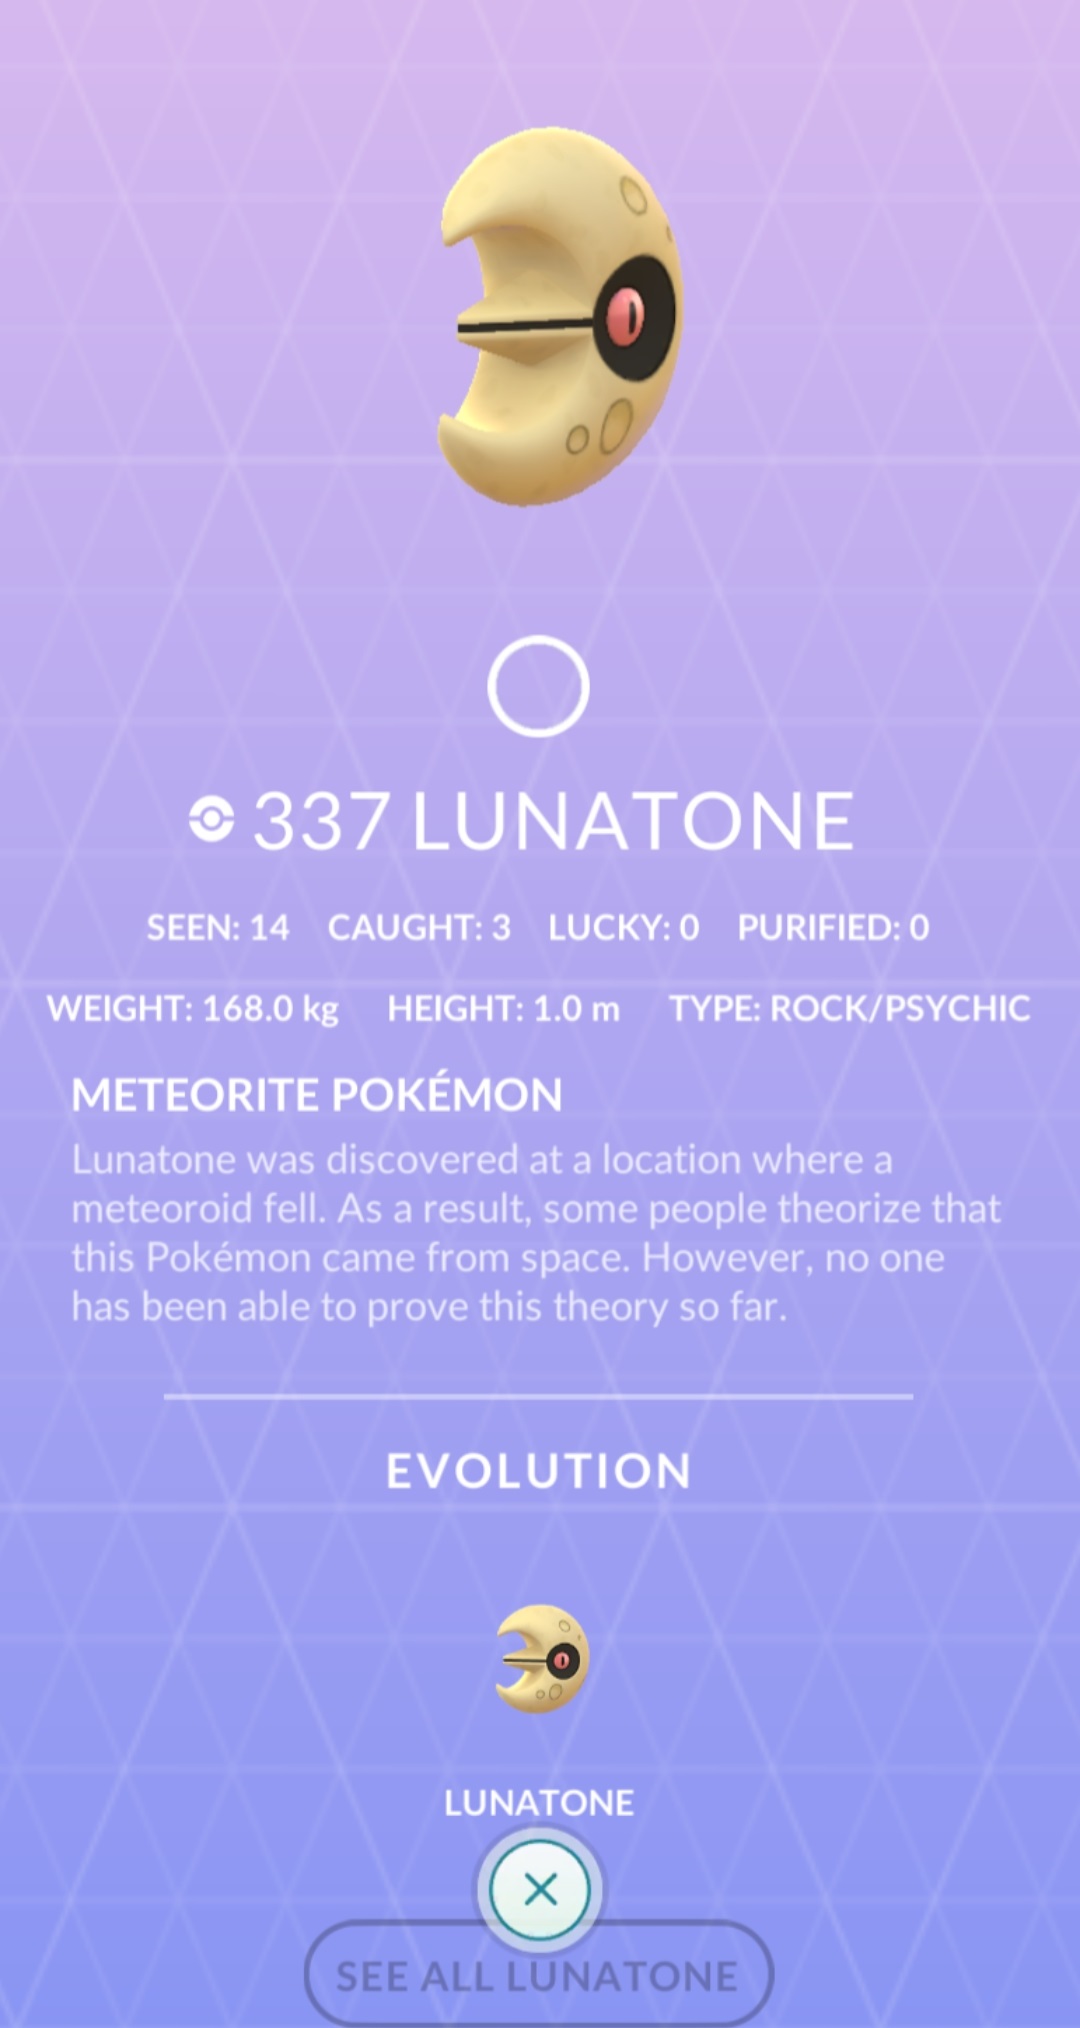 337 LUNATONE
SEEN: 14 CAUGHT: 3 LUCKY: 0 PURIFIED: 0
WEIGHT: 168.0 kg HEIGHT: 1.0 m TYPE: ROCK/PSYCHIC
METEORITE POKÉMON
Lunatone was discovered at a location where a
meteoroid fell. As a result, some people theorize that
this Pokémon came from space. However, no one
has been able to prove this theory so far.
EVOLUTION
LUNATONE
SEE ALL LUNATONE